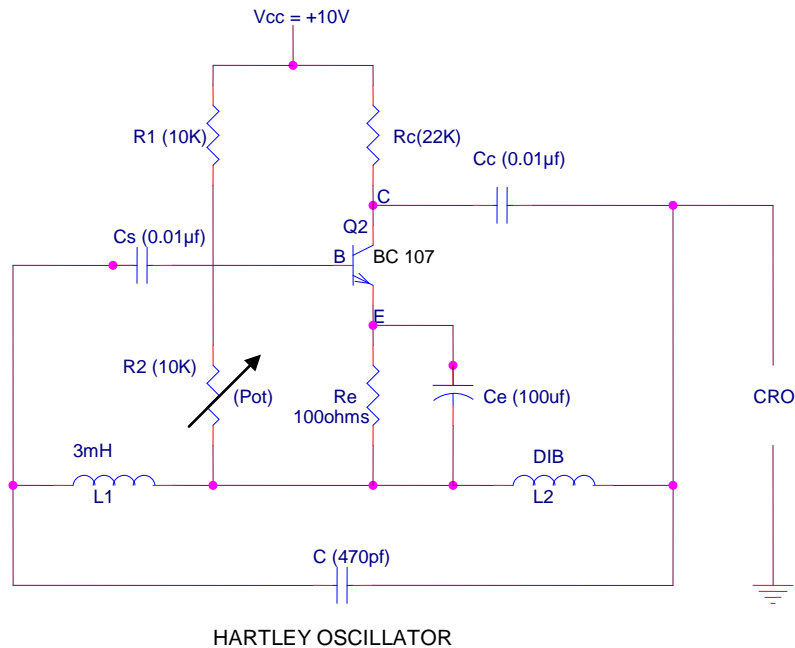 Vcc = +10V
R1 (10K)
Rc(22K)
Cc (0.01µf)
C
Q2
Cs (0.01µf)
B
BC 107
E
R2 (10K)
(Pot)
Re
100ohms
Ce (100uf)
CRO
3mH
L1
DIB
L2
C (470pf)
HARTLEY OSCILLATOR